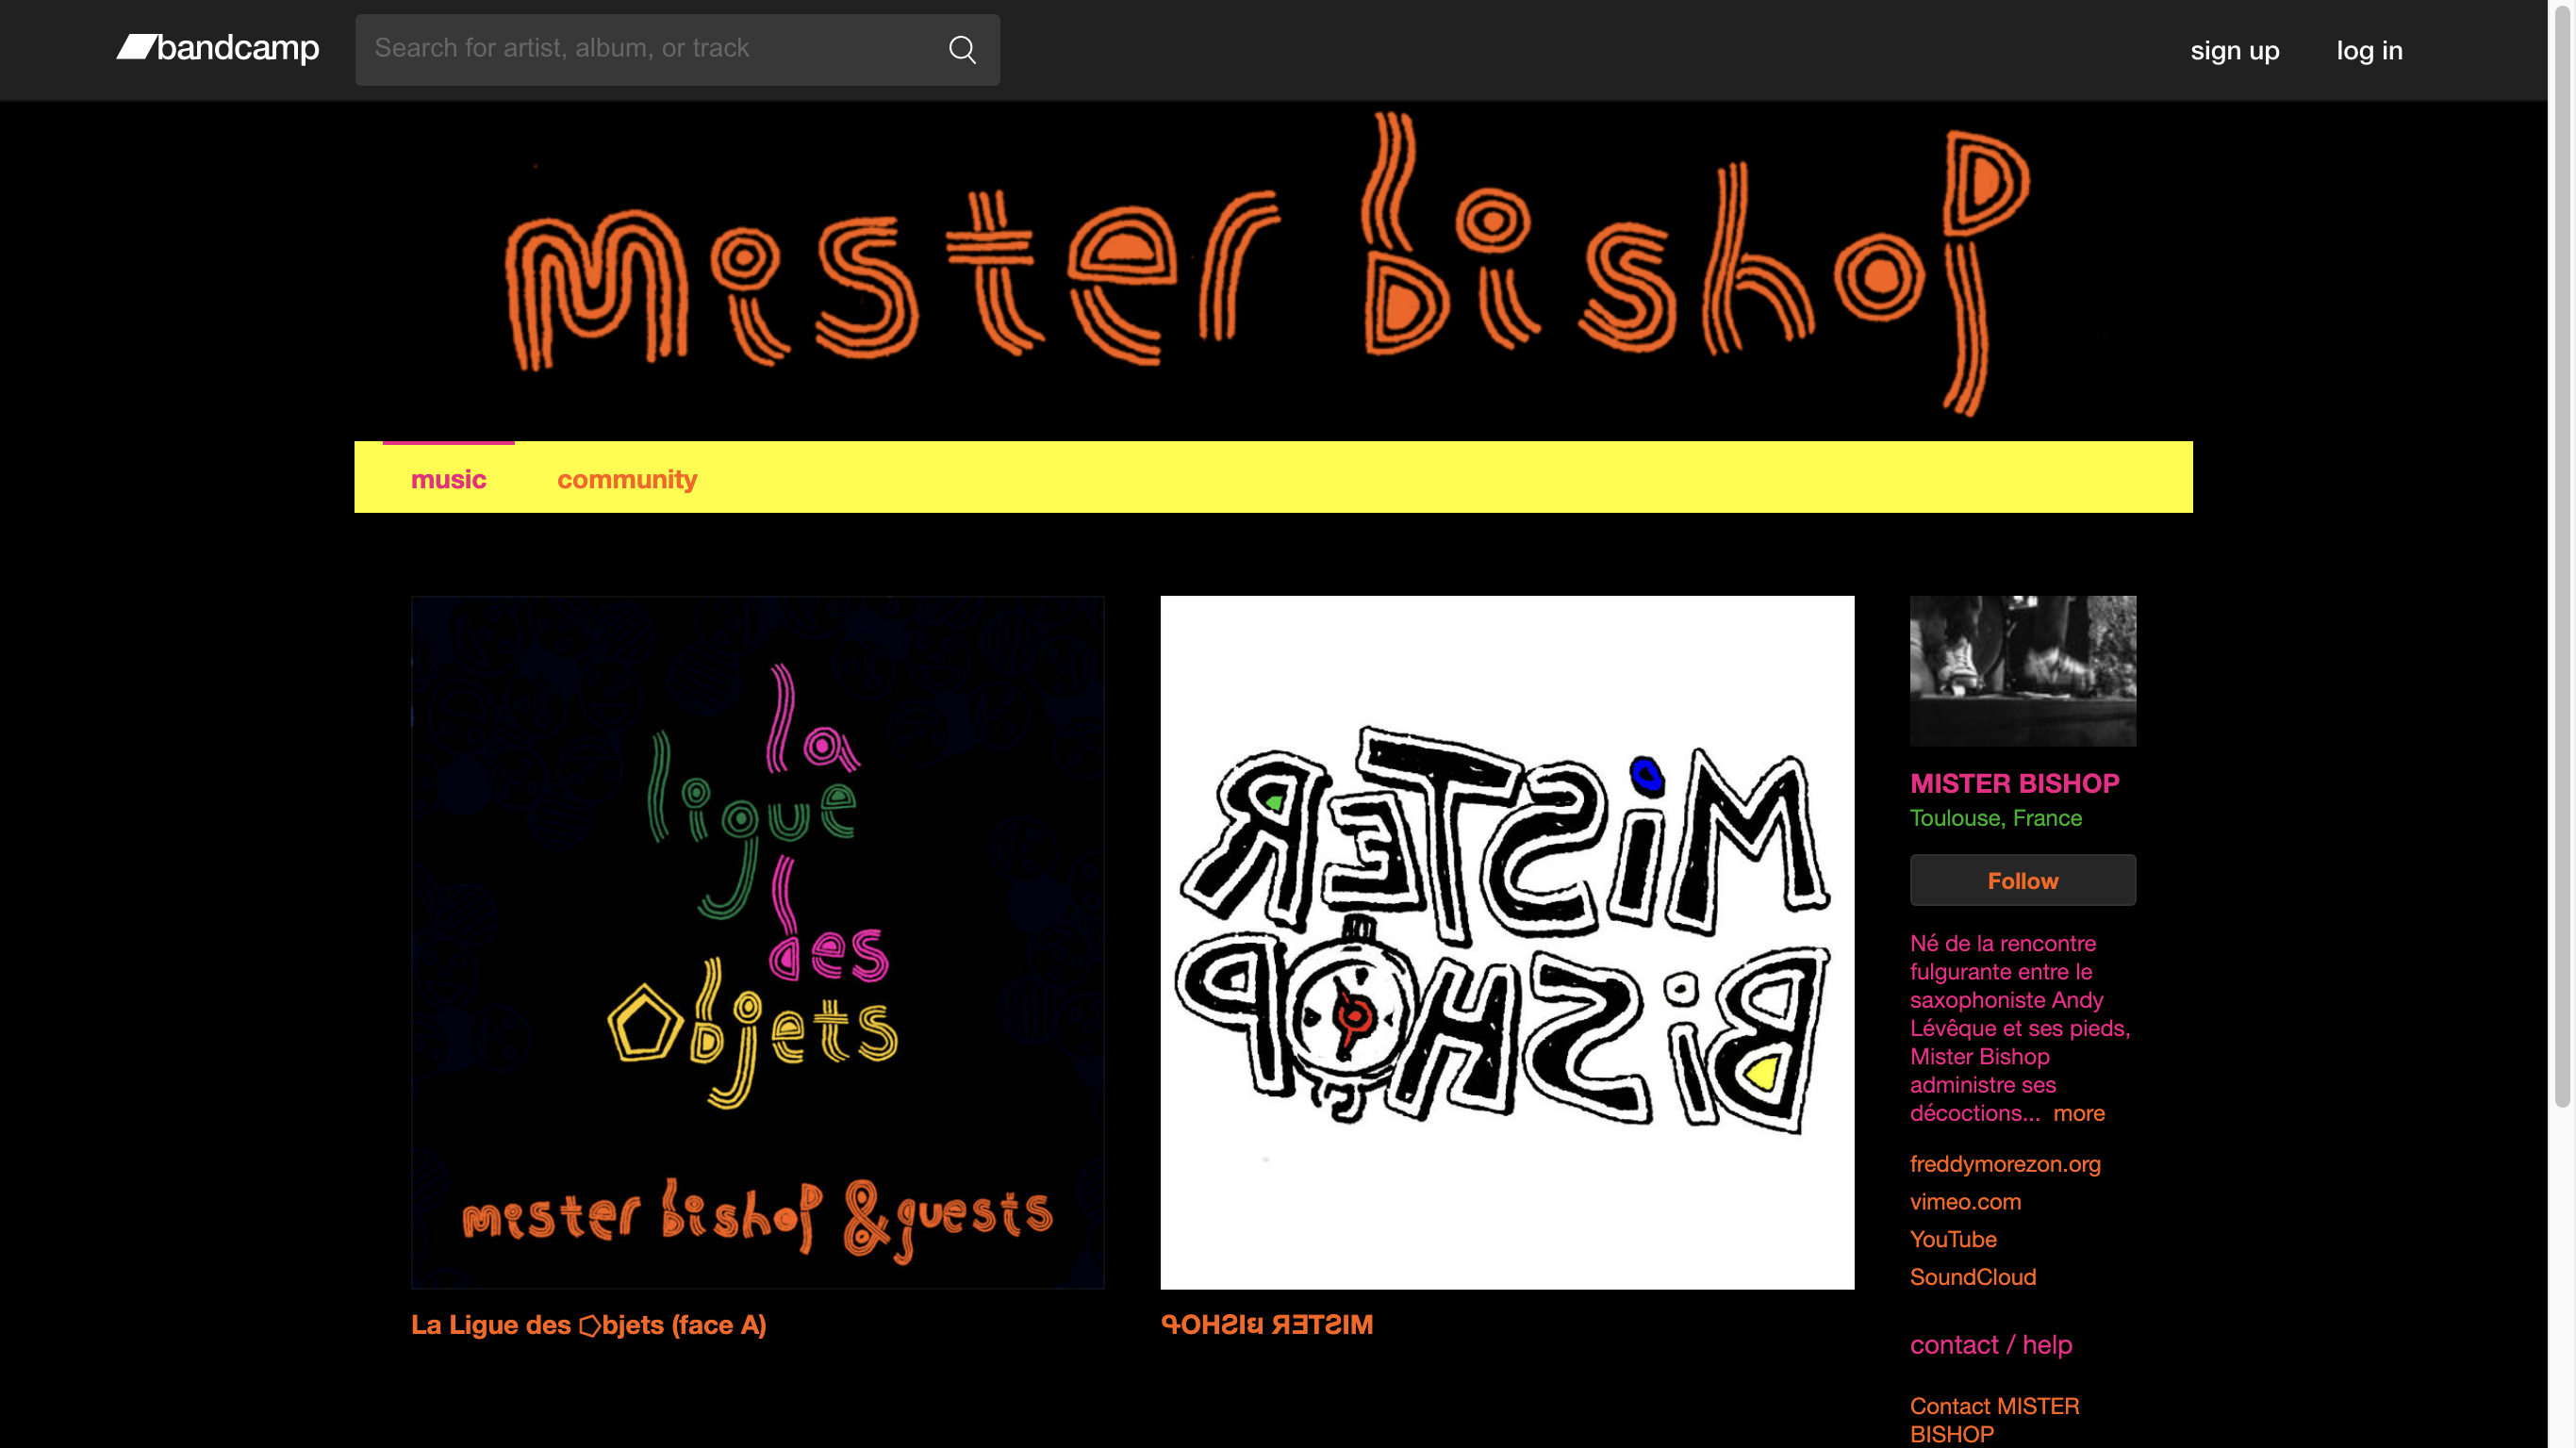 bandcamp
Search for artist, album, or track
sign up
log in
mister bishop
music
community
la
ligue
des
Objets
mister bishop & guests
La Ligue des ⬠bjets (face A)
MiSTER
BiSHOP
ꟼOHƧIᴚ ЯƎTƧIM
MISTER BISHOP
Toulouse, France
Follow
Né de la rencontre
fulgurante entre le
saxophoniste Andy
Lévêque et ses pieds,
Mister Bishop
administre ses
décoctions... more
freddymorezon.org
vimeo.com
YouTube
SoundCloud
contact / help
Contact MISTER
BISHOP